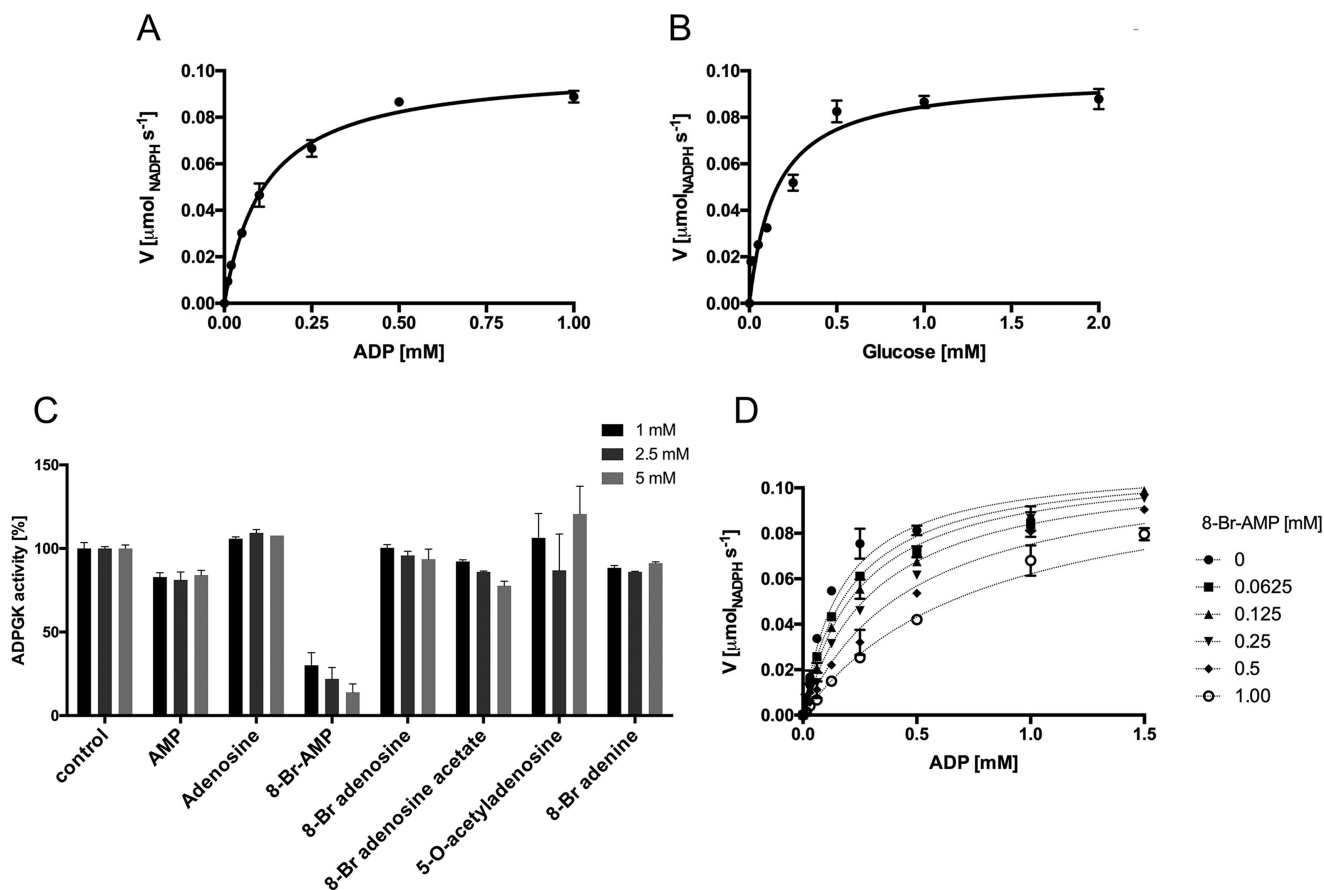 A
0.10
0.08
0.06
0.04
0.02
0.00
V [μmol NADPH s-1]
0.00 0.25 0.50 0.75 1.00
ADP [mM]
B
0.10
0.08
0.06
0.04
0.02
0.00
V [μmolNADPH s-1]
0.0 0.5 1.0 1.5 2.0
Glucose [mM]
C
1 mM
2.5 mM
5 mM
150
100
50
0
ADPGK activity [%]
control
AMP
Adenosine
8-Br-AMP
8-Br adenosine
8-Br adenosine acetate
5-O-acetyladenosine
8-Br adenine
D
0.10
0.08
0.06
0.04
0.02
0.00
V [μmolNADPH s-1]
0.0 0.5 1.0 1.5
ADP [mM]
8-Br-AMP [mM]
0
0.0625
0.125
0.25
0.5
1.00